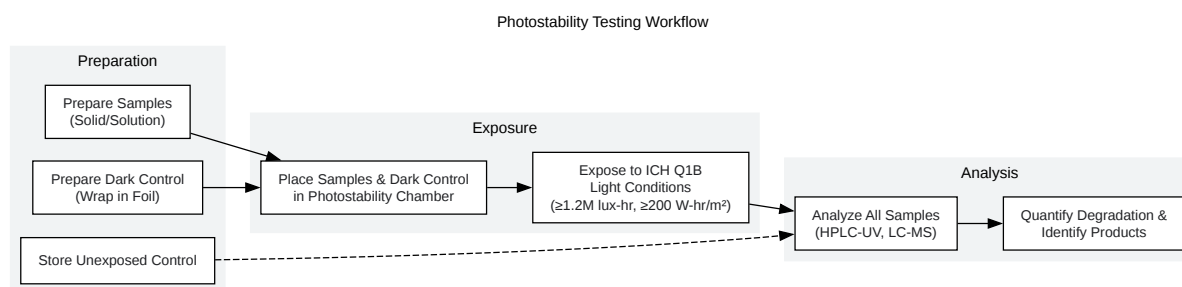 Photostability Testing Workflow
Preparation
Prepare Samples
(Solid/Solution)
Prepare Dark Control
(Wrap in Foil)
Store Unexposed Control
Exposure
Place Samples & Dark Control
in Photostability Chamber
Expose to ICH Q1B
Light Conditions
(≥1.2M lux-hr, ≥200 W-hr/m²)
Analysis
Analyze All Samples
(HPLC-UV, LC-MS)
Quantify Degradation &
Identify Products